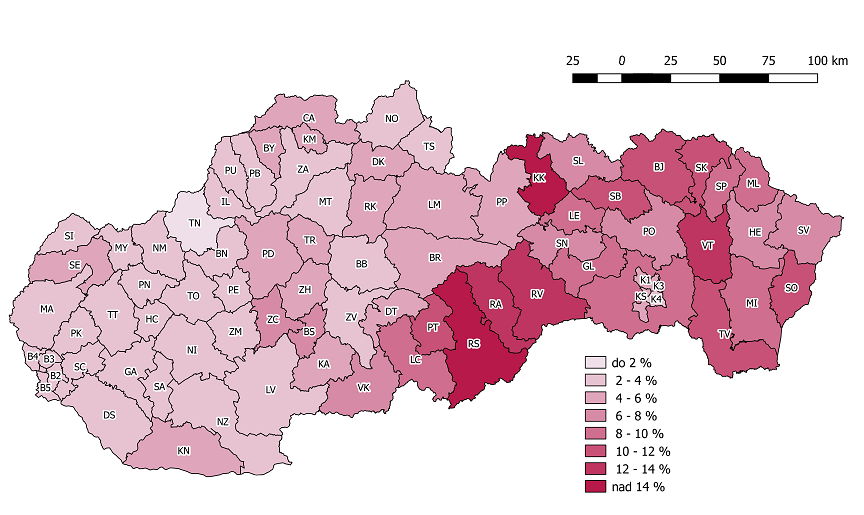 25 0 25 50 75 100 km
CA
NO
KM
BY
TS
DK
SL
BJ
SK
PU
PB
ZA
KK
SP
ML
SB
IL
MT
RK
LM
PP
LE
TN
PO
HE
SV
SI
MY
NM
BN
PD
TR
SN
VT
SE
BB
BR
GL
PN
K1
K3
TO
PE
ZH
K5
K4
SO
MA
TT
HC
ZC
BS
ZV
DT
RA
RV
MI
PK
ZM
PT
TV
B4
B3
NI
RS
SC
B2
GA
KA
LC
do 2 %
B5
SA
LV
VK
2 - 4 %
DS
NZ
4 - 6 %
KN
6 - 8 %
8 - 10 %
10 - 12 %
12 - 14 %
nad 14 %